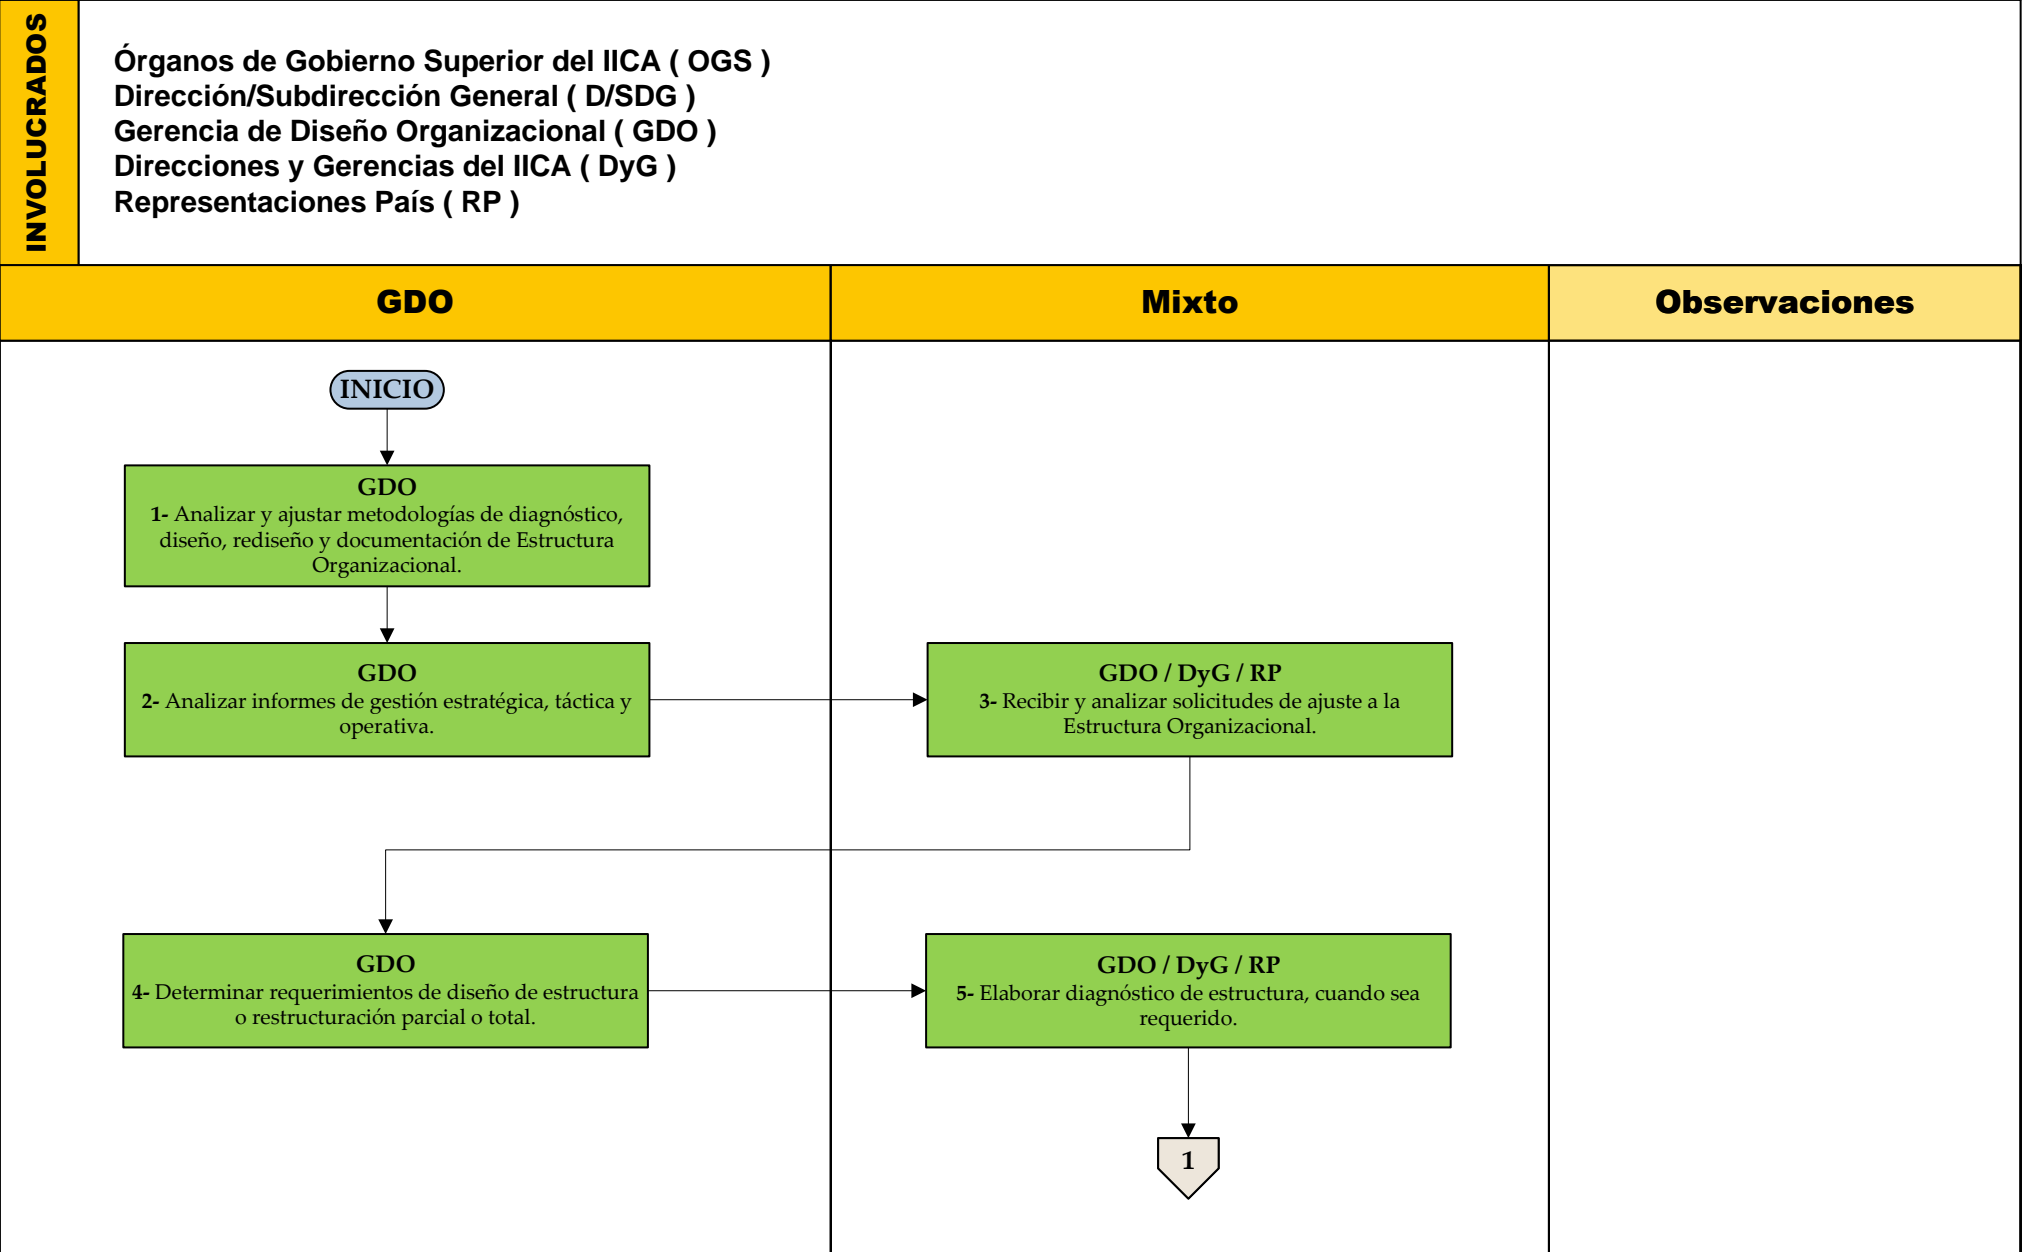 INVOLUCRADOS
Órganos de Gobierno Superior del IICA ( OGS )
Dirección/Subdirección General ( D/SDG )
Gerencia de Diseño Organizacional ( GDO )
Direcciones y Gerencias del IICA ( DyG )
Representaciones País ( RP )
GDO
Mixto
Observaciones
INICIO
GDO
1- Analizar y ajustar metodologías de diagnóstico,
diseño, rediseño y documentación de Estructura
Organizacional.
GDO
2- Analizar informes de gestión estratégica, táctica y
operativa.
GDO / DyG / RP
3- Recibir y analizar solicitudes de ajuste a la
Estructura Organizacional.
GDO
4- Determinar requerimientos de diseño de estructura
o restructuración parcial o total.
GDO / DyG / RP
5- Elaborar diagnóstico de estructura, cuando sea
requerido.
1